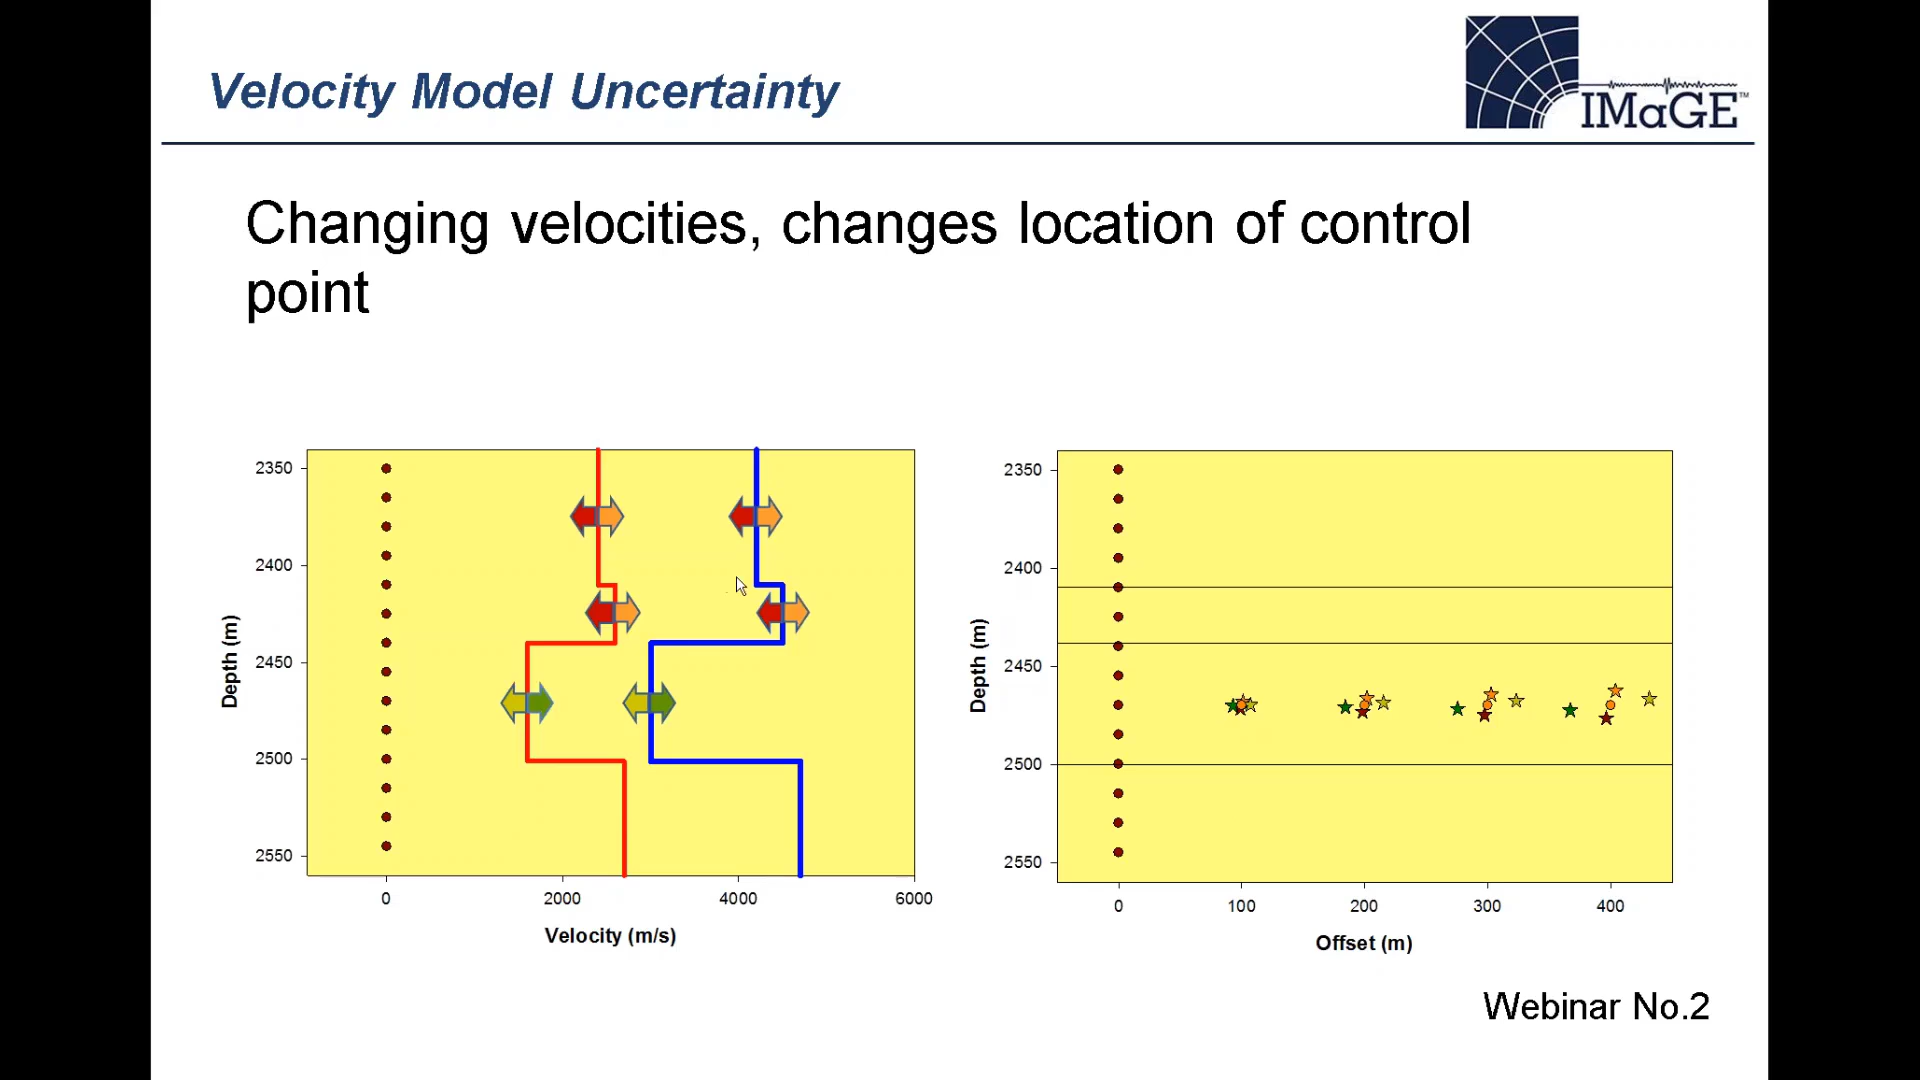 Velocity Model Uncertainty
IMaGE™
Changing velocities, changes location of control
point
2350
2400
2450
2500
2550
Depth (m)
0
2000
4000
6000
Velocity (m/s)
2350
2400
2450
2500
2550
Depth (m)
0
100
200
300
400
Offset (m)
Webinar No.2